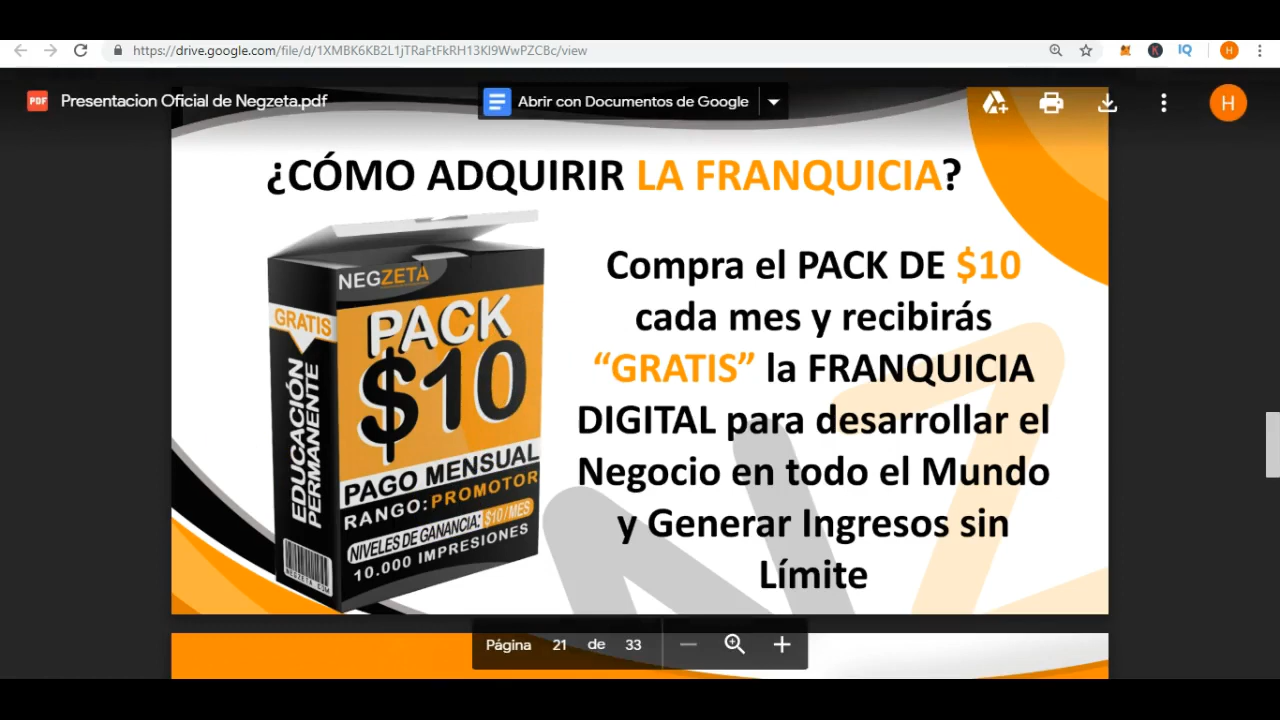 https://drive.google.com/file/d/1XMBK6KB2L1jTRaFtFkRH13Kl9WwPZCBc/view
Presentacion Oficial de Negzeta.pdf
Abrir con Documentos de Google
H
¿CÓMO ADQUIRIR LA FRANQUICIA?
NEGZETA
GRATIS
EDUCACIÓN
PERMANENTE
PACK
$10
PAGO MENSUAL
RANGO: PROMOTOR
NIVELES DE GANANCIA: $10/MES
10.000 IMPRESIONES
NEGZETA.COM
Compra el PACK DE $10
cada mes y recibirás
“GRATIS” la FRANQUICIA
DIGITAL para desarrollar el
Negocio en todo el Mundo
y Generar Ingresos sin
Límite
Página 21 de 33